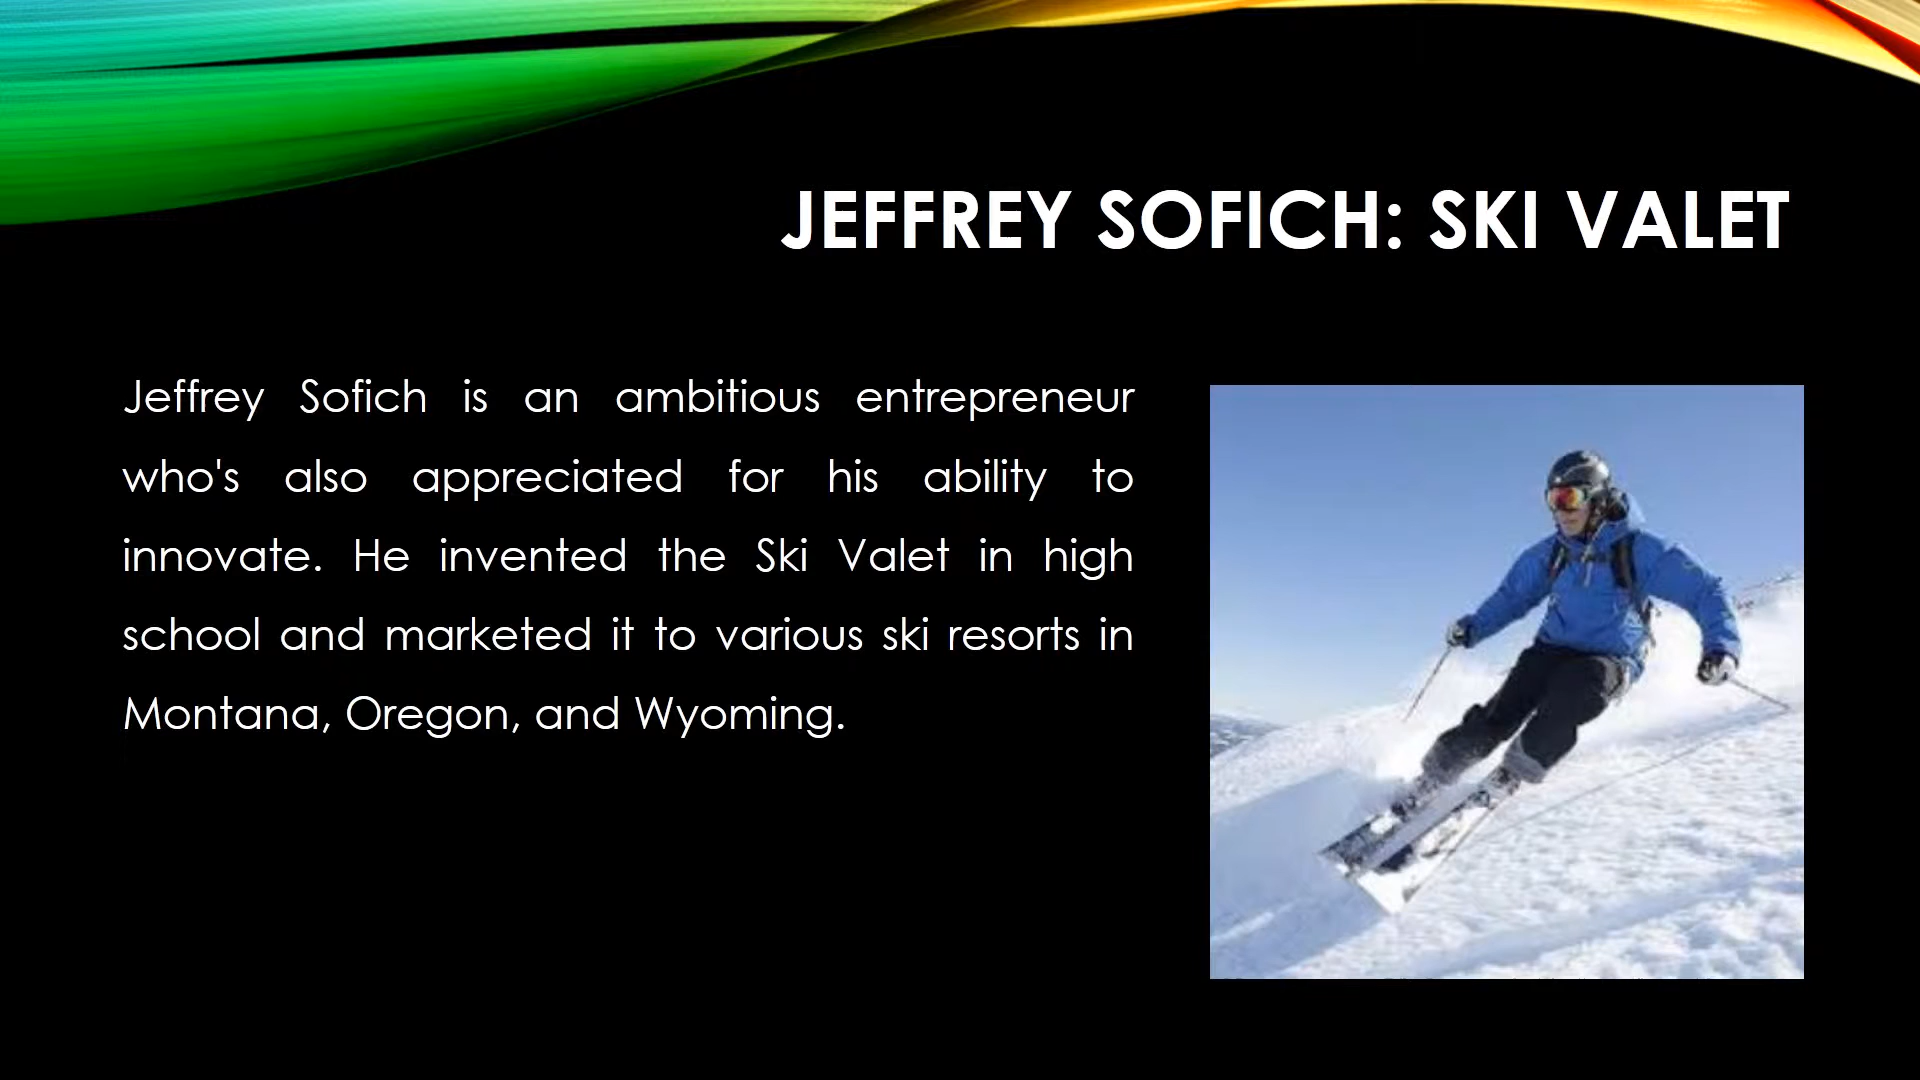 JEFFREY SOFICH: SKI VALET
Jeffrey Sofich is an ambitious entrepreneur
who's also appreciated for his ability to
innovate. He invented the Ski Valet in high
school and marketed it to various ski resorts in
Montana, Oregon, and Wyoming.